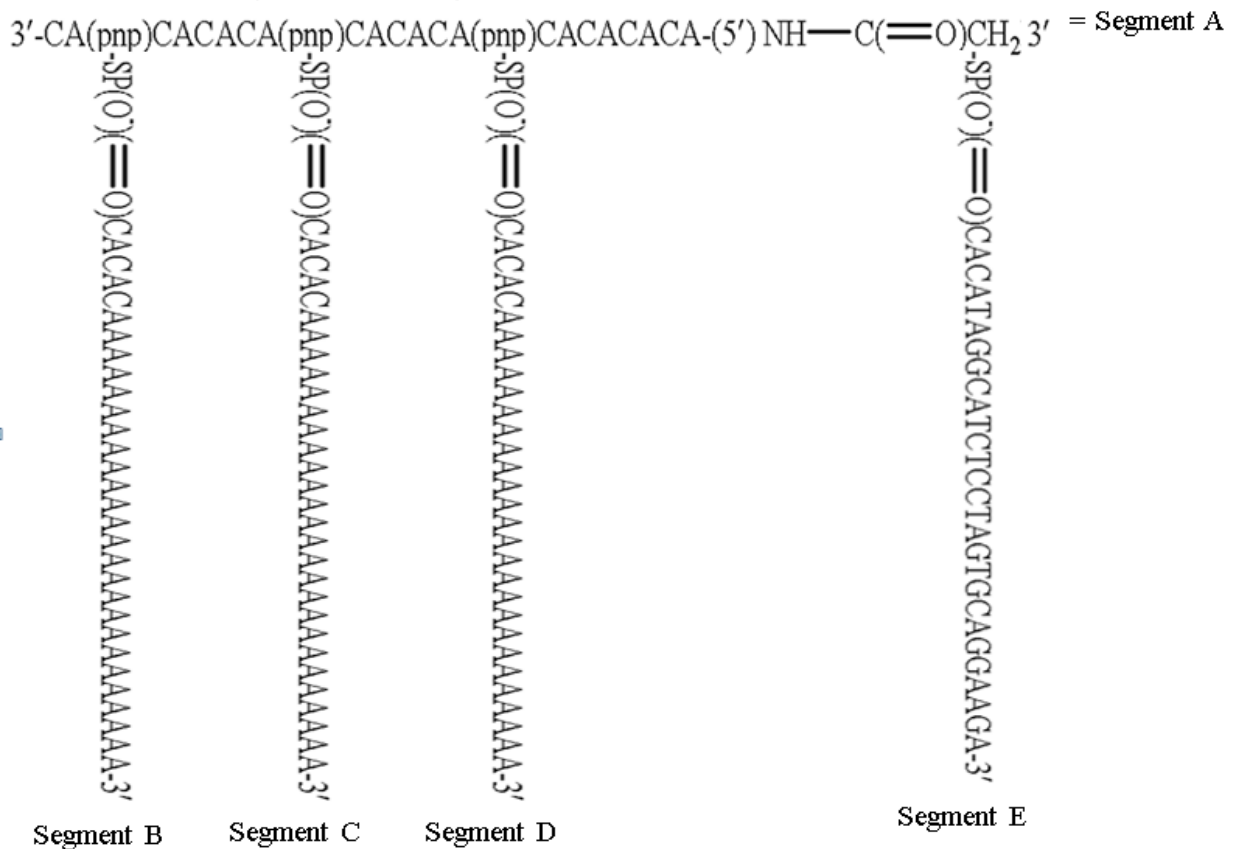 3′-CA(pnp)CACACA(pnp)CACACA(pnp)CACACACA-(5′) NH—C(=O)CH₂ 3′ = Segment A
-SP(O⁻)(=O)CACACAAAAAAAAAAAAAAAAAAAAAAAAA-3′
-SP(O⁻)(=O)CACACAAAAAAAAAAAAAAAAAAAAAAAAA-3′
-SP(O⁻)(=O)CACACAAAAAAAAAAAAAAAAAAAAAAAAA-3′
-SP(O⁻)(=O)CACATAGGCATCTCCTAGTGCAGGAAGA-3′
Segment B
Segment C
Segment D
Segment E